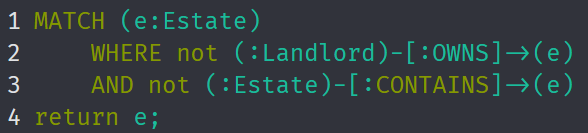 1 MATCH (e:Estate)
2     WHERE not (:Landlord)-[:OWNS]->(e)
3     AND not (:Estate)-[:CONTAINS]->(e)
4 return e;